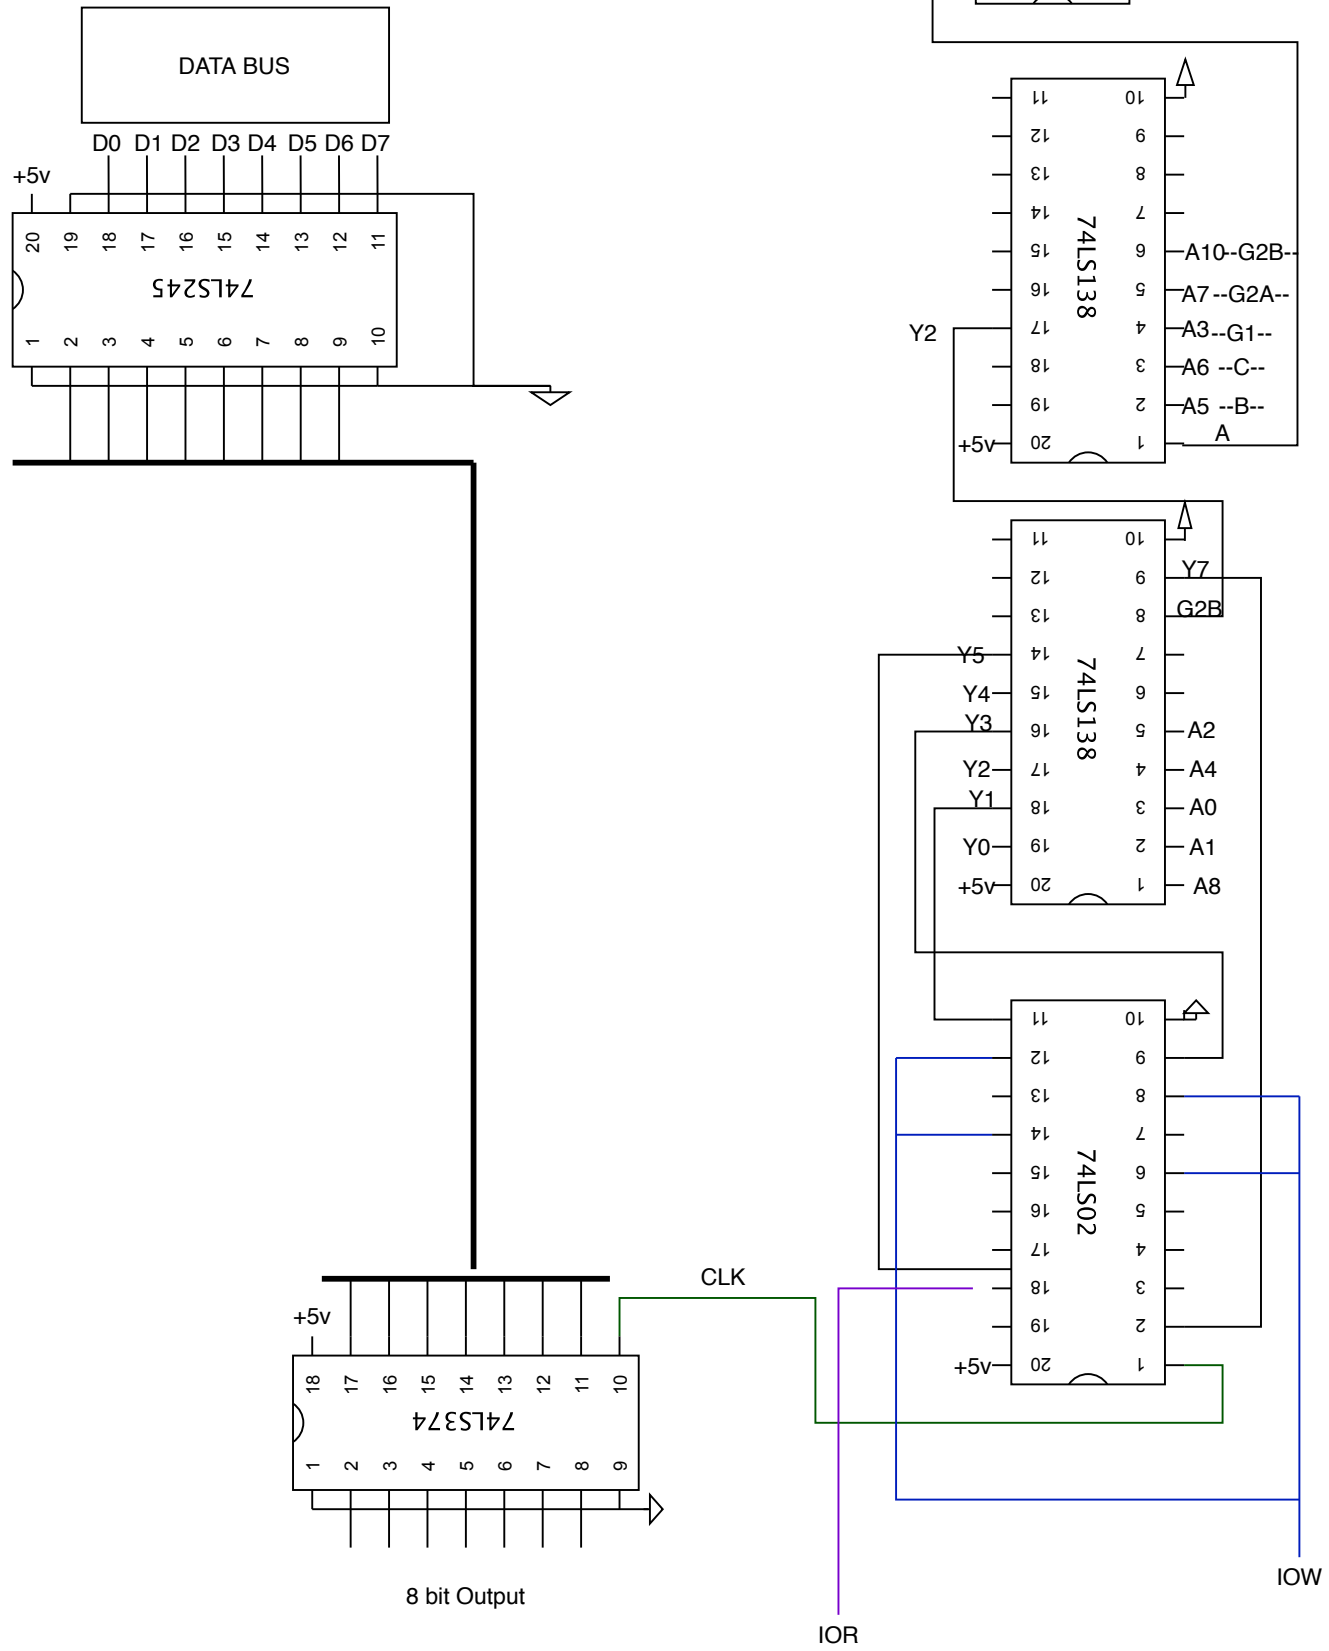 DATA BUS
D0 D1 D2 D3 D4 D5 D6 D7
+5v
20 19 18 17 16 15 14 13 12 11
74LS245
1 2 3 4 5 6 7 8 9 10
11 10
12 9
13 8
14 7
15 6 A10--G2B--
16 5 A7--G2A--
Y2 17 4 A3--G1--
18 3 A6 --C--
19 2 A5 --B--
+5v 20 1 A
74LS138
11 10
12 9 Y7
13 8 G2B
Y5 14 7
Y4 15 6
Y3 16 5 A2
Y2 17 4 A4
Y1 18 3 A0
Y0 19 2 A1
+5v 20 1 A8
74LS138
11 10
12 9
13 8
14 7
15 6
16 5
17 4
18 3
19 2
+5v 20 1
74LS02
CLK
+5v
18 17 16 15 14 13 12 11 10
74LS374
1 2 3 4 5 6 7 8 9
8 bit Output
IOR
IOW